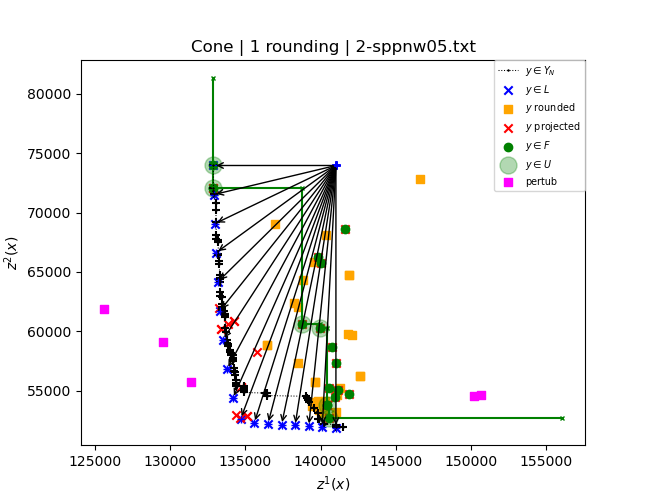 Cone | 1 rounding | 2-sppnw05.txt
y ∈ Y_N
y ∈ L
y rounded
y projected
y ∈ F
y ∈ U
pertub
80000
75000
70000
65000
60000
55000
z²(x)
125000 130000 135000 140000 145000 150000 155000
z¹(x)